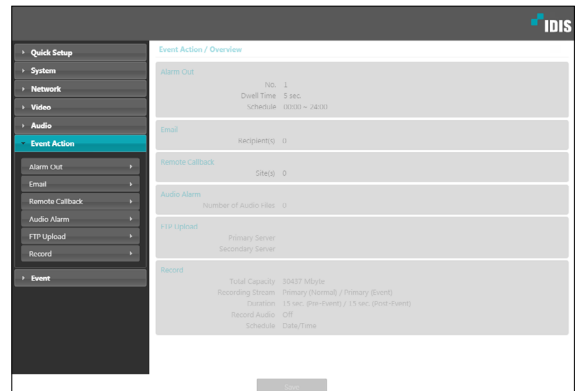 IDIS
Quick Setup
System
Network
Video
Audio
Event Action
Alarm Out
Email
Remote Callback
Audio Alarm
FTP Upload
Record
Event
Event Action / Overview
Alarm Out
No. 1
Dwell Time 5 sec.
Schedule 00:00 ~ 24:00
Email
Recipient(s) 0
Remote Callback
Site(s) 0
Audio Alarm
Number of Audio Files 0
FTP Upload
Primary Server
Secondary Server
Record
Total Capacity 30437 Mbyte
Recording Stream Primary (Normal) / Primary (Event)
Duration 15 sec. (Pre-Event) / 15 sec. (Post-Event)
Record Audio Off
Schedule Date/Time
Save